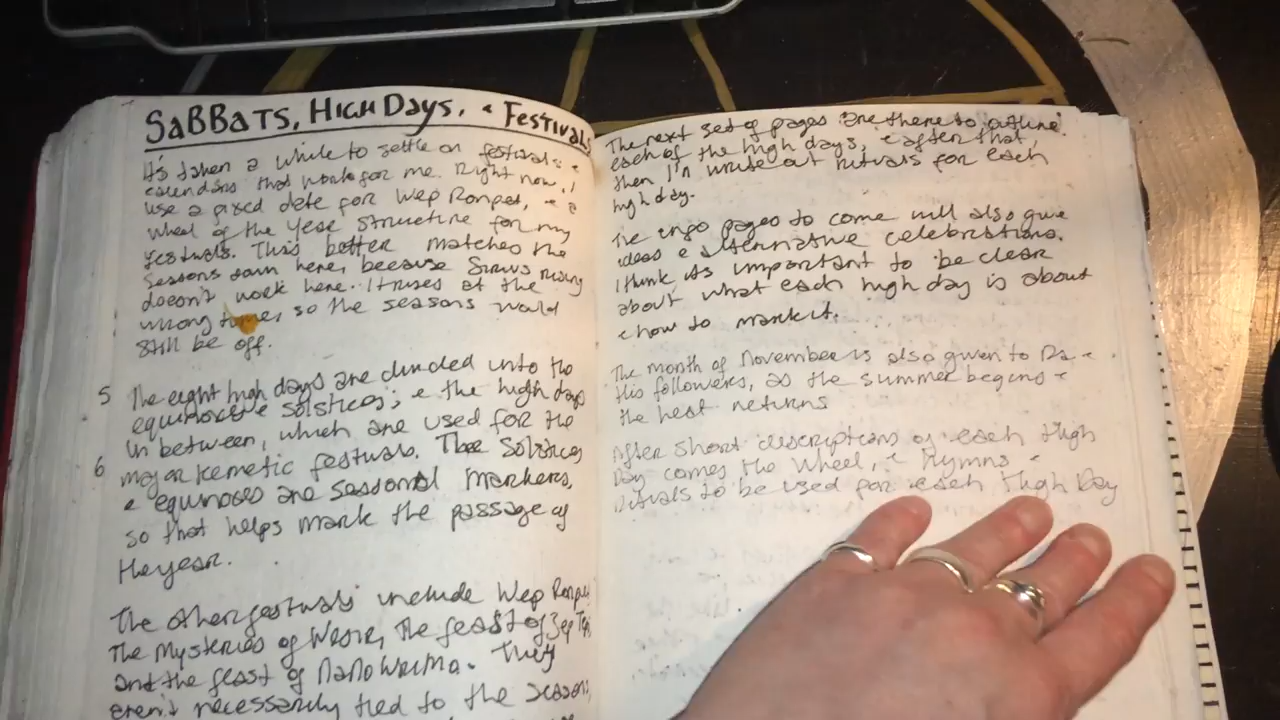 SABBATS, HIGH DAYS, & FESTIVALS
It's taken a while to settle on festivals &
calendars that work for me. Right now, I
use a fixed date for Wep Ronpet, & a
Wheel of the Year structure for my
festivals. This better matches the
seasons down here, because Sirius rising
doesn't work here. It rises at the
wrong time, so the seasons would
still be off.
5 The eight high days are divided into the
equinoxes & solstices; & the high days
in between, which are used for the
6 major Kemetic festivals. The Solstices
& equinoxes are seasonal markers,
so that helps mark the passage of
the year.
The other festivals include Wep Ronpet
The Mysteries of Wesir, The feast of Zep Tepi
and the feast of NaNoWriMo. They
aren't necessarily tied to the seasons,
The next set of pages are there to outline
each of the high days, & after that,
then I'll write out rituals for each
high day.
The info pages to come will also give
ideas & alternative celebrations.
I think its important to be clear
about what each high day is about
& how to mark it.
The month of November is also given to Ra &
His followers, as the summer begins &
the heat returns
After short descriptions of each High
Day comes the Wheel, & Hymns &
rituals to be used for each High Day